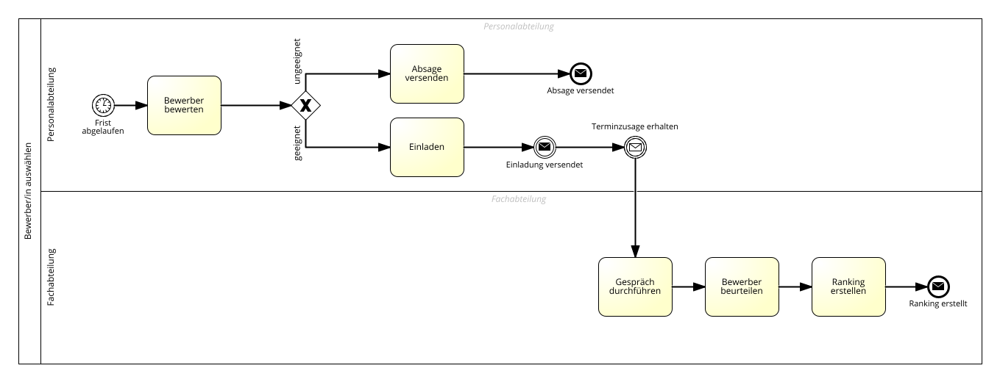 Bewerber/in auswählen
Personalabteilung
Personalabteilung
Frist
abgelaufen
Bewerber
bewerten
ungeeignet
geeignet
Absage
versenden
Absage versendet
Einladen
Einladung versendet
Terminzusage erhalten
Fachabteilung
Fachabteilung
Gespräch
durchführen
Bewerber
beurteilen
Ranking
erstellen
Ranking erstellt